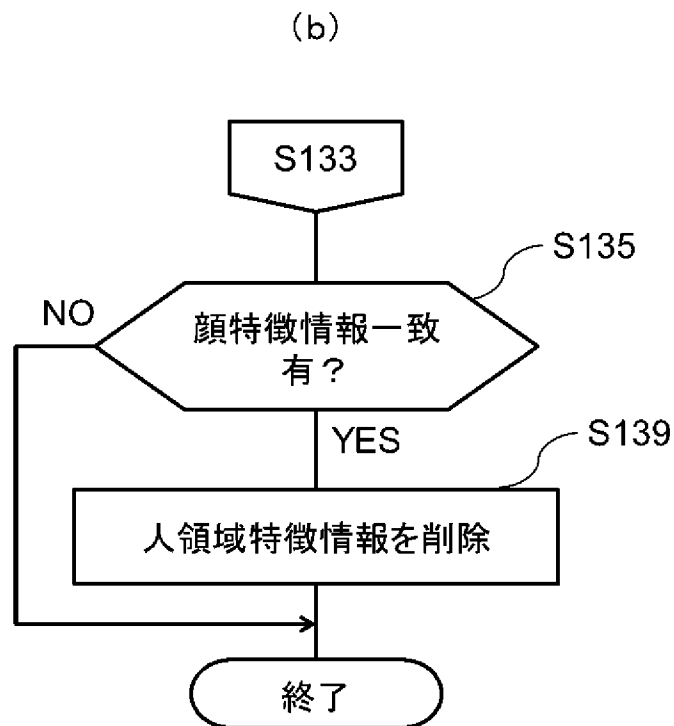 (b)
S133
S135
NO
顔特徴情報一致
有？
YES
S139
人領域特徴情報を削除
終了